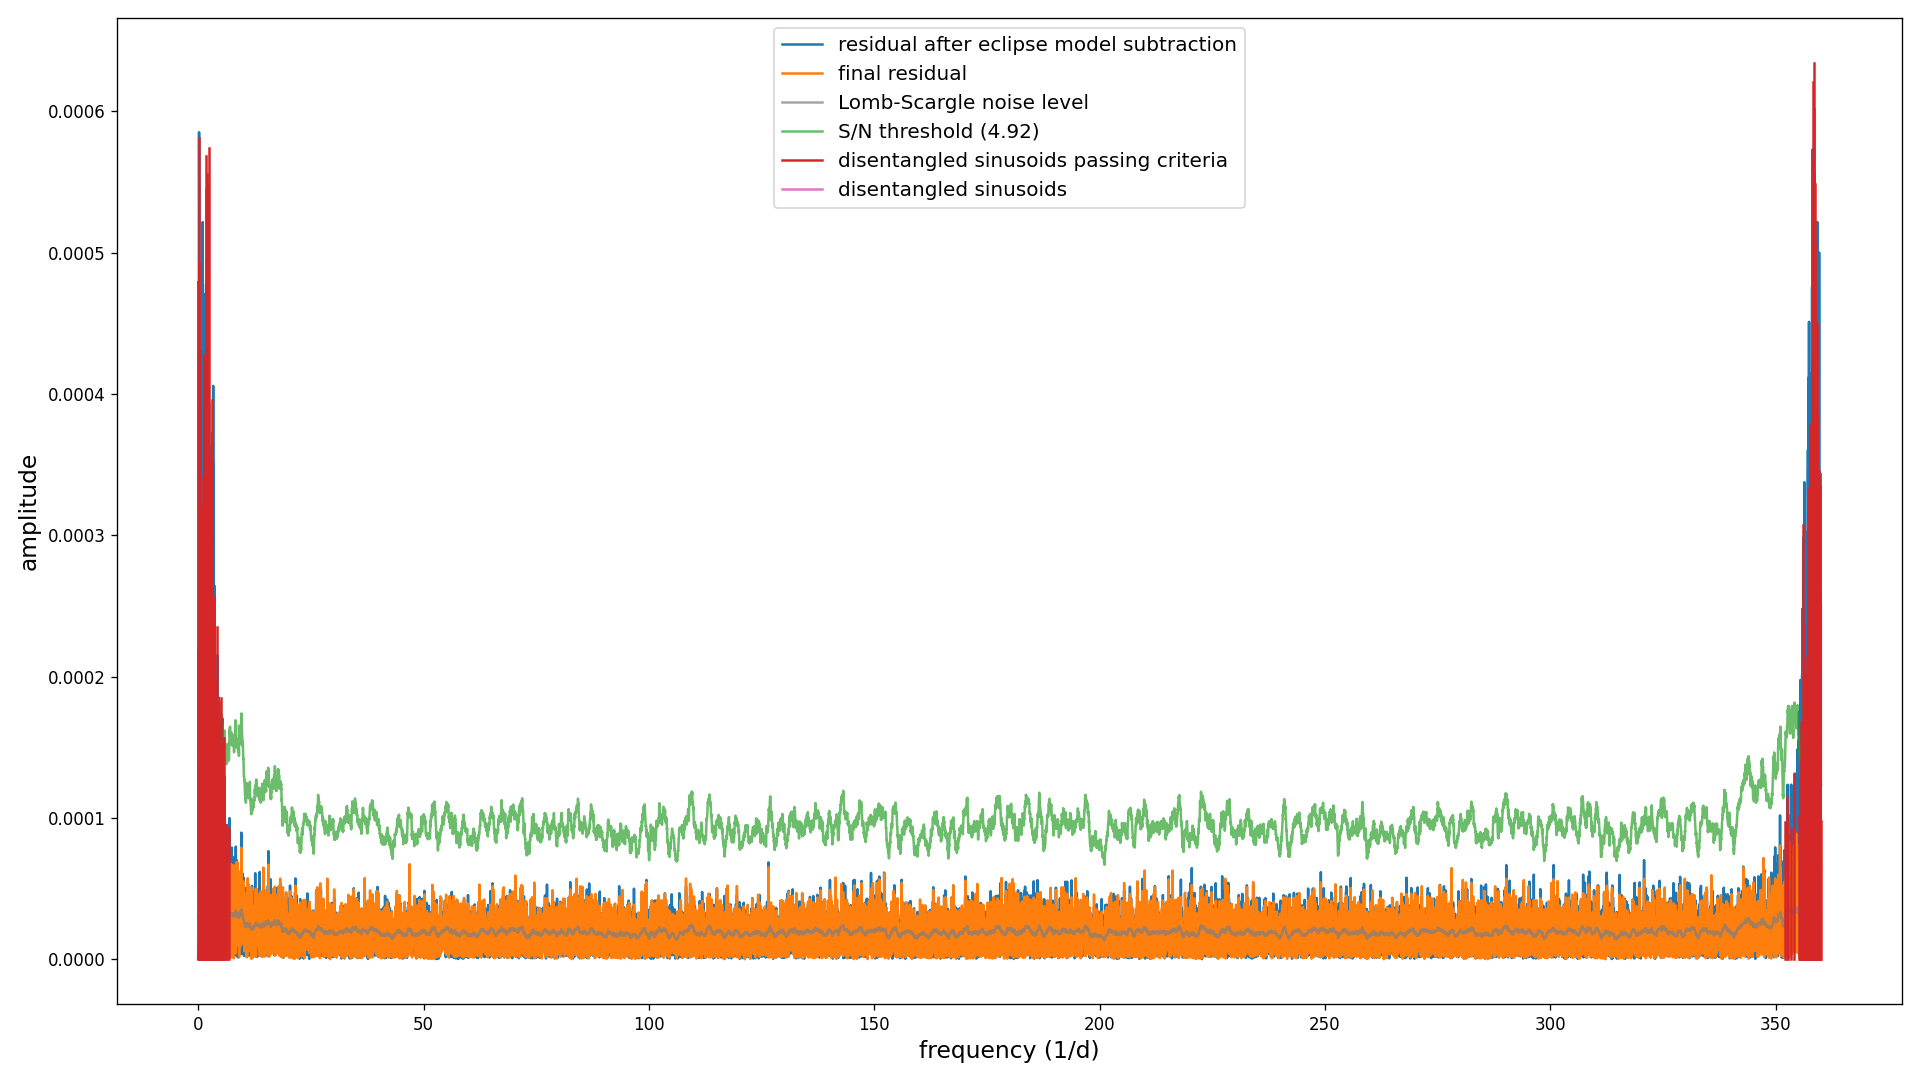 residual after eclipse model subtraction
final residual
Lomb-Scargle noise level
S/N threshold (4.92)
disentangled sinusoids passing criteria
disentangled sinusoids
amplitude
0.0006
0.0005
0.0004
0.0003
0.0002
0.0001
0.0000
0 50 100 150 200 250 300 350
frequency (1/d)